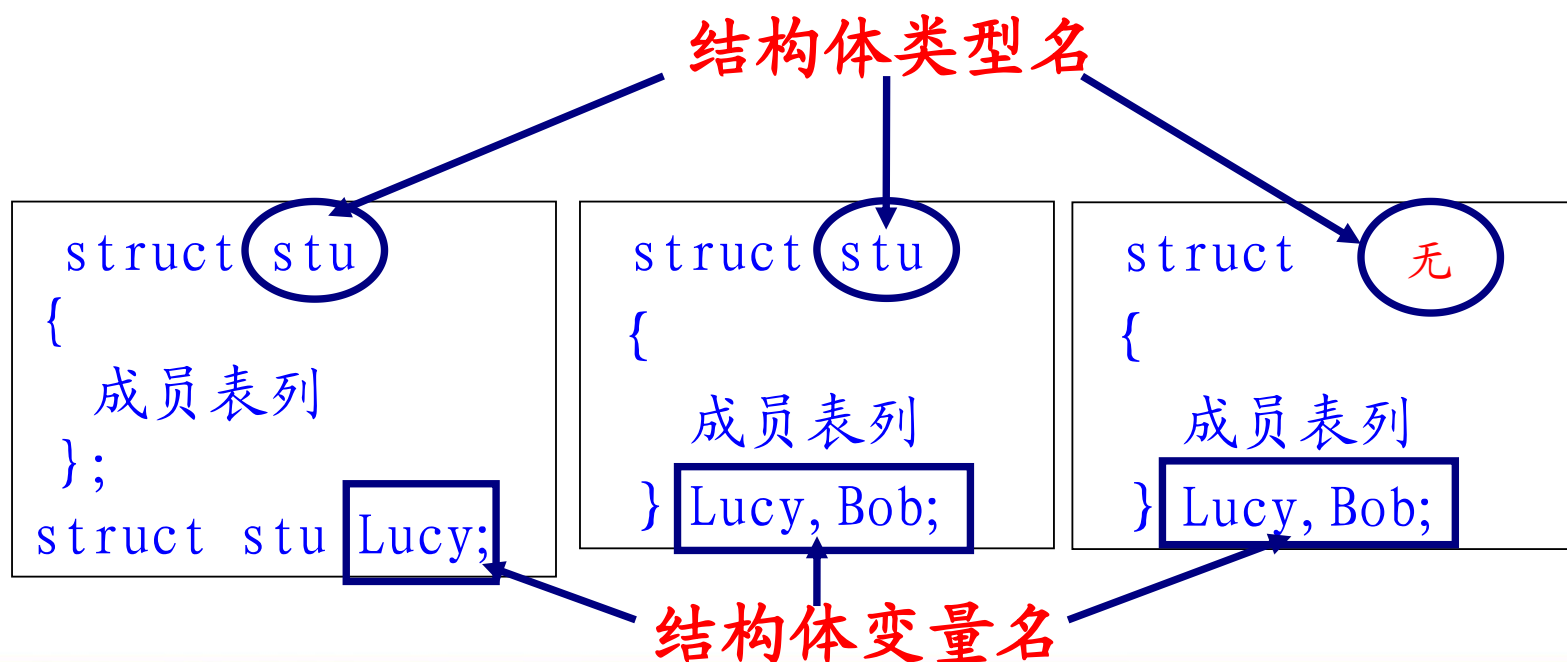 结构体类型名
struct stu
{
成员表列
};
struct stu Lucy;
struct stu
{
成员表列
} Lucy,Bob;
struct 无
{
成员表列
} Lucy,Bob;
结构体变量名